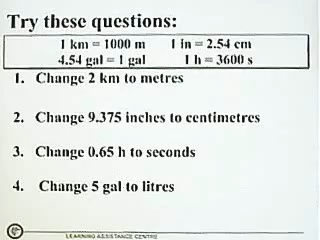 Try these questions:
1 km = 1000 m 1 in = 2.54 cm
4.54 gal = 1 gal 1 h = 3600 s
1. Change 2 km to metres
2. Change 9.375 inches to centimetres
3. Change 0.65 h to seconds
4. Change 5 gal to litres
LEARNING ASSISTANCE CENTRE